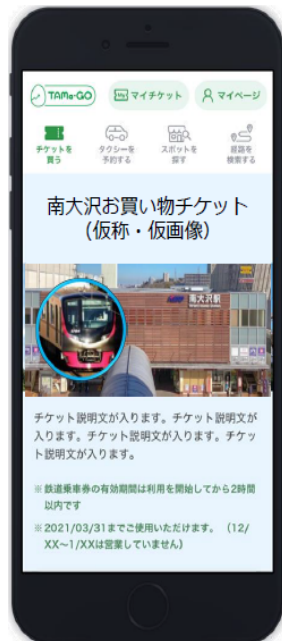 TAMa-GO
My マイチケット
マイページ
チケットを
買う
タクシーを
予約する
スポットを
探す
経路を
検索する
南大沢お買い物チケット
(仮称・仮画像)
南大沢駅
チケット説明文が入ります。チケット説明文が
入ります。チケット説明文が入ります。チケッ
ト説明文が入ります。
※鉄道乗車券の有効期間は利用を開始してから2時間
以内です
※2021/03/31までご使用いただけます。（12/
XX〜1/XXは営業していません）